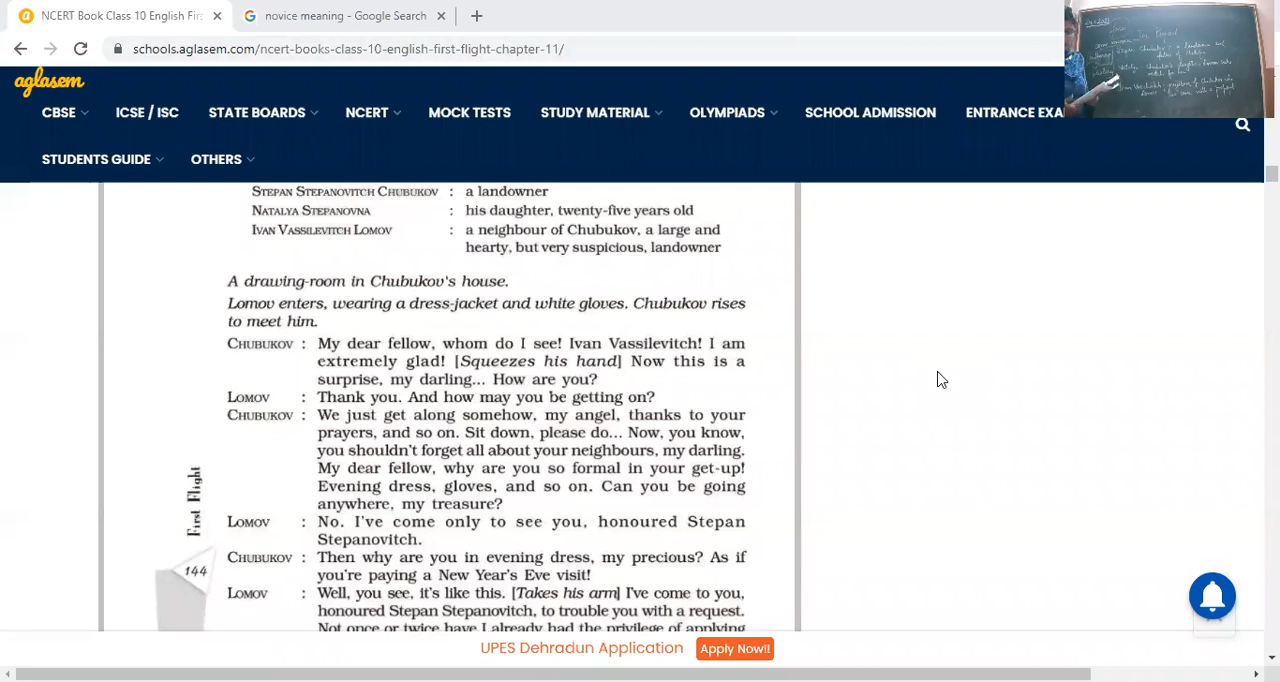 NCERT Book Class 10 English Firs
novice meaning - Google Search
schools.aglasem.com/ncert-books-class-10-english-first-flight-chapter-11/
aglasem
CBSE ICSE / ISC STATE BOARDS NCERT MOCK TESTS STUDY MATERIAL OLYMPIADS SCHOOL ADMISSION ENTRANCE EXA
STUDENTS GUIDE OTHERS
STEPAN STEPANOVITCH CHUBUKOV : a landowner
NATALYA STEPANOVNA : his daughter, twenty-five years old
IVAN VASSILEVITCH LOMOV : a neighbour of Chubukov, a large and
hearty, but very suspicious, landowner
A drawing-room in Chubukov's house.
Lomov enters, wearing a dress-jacket and white gloves. Chubukov rises
to meet him.
CHUBUKOV : My dear fellow, whom do I see! Ivan Vassilevitch! I am
extremely glad! [Squeezes his hand] Now this is a
surprise, my darling... How are you?
LOMOV : Thank you. And how may you be getting on?
CHUBUKOV : We just get along somehow, my angel, thanks to your
prayers, and so on. Sit down, please do... Now, you know,
you shouldn't forget all about your neighbours, my darling.
My dear fellow, why are you so formal in your get-up!
Evening dress, gloves, and so on. Can you be going
anywhere, my treasure?
LOMOV : No. I've come only to see you, honoured Stepan
Stepanovitch.
CHUBUKOV : Then why are you in evening dress, my precious? As if
you're paying a New Year's Eve visit!
LOMOV : Well, you see, it's like this. [Takes his arm] I've come to you,
honoured Stepan Stepanovitch, to trouble you with a request.
Not once or twice have I already had the privilege of applying
First Flight
144
UPES Dehradun Application Apply Now!!